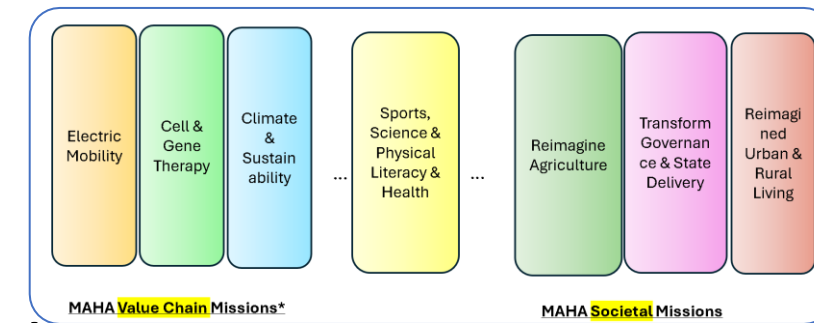 Electric
Mobility
Cell &
Gene
Therapy
Climate
&
Sustain
ability
...
Sports,
Science &
Physical
Literacy &
Health
...
Reimagine
Agriculture
Transform
Governan
ce & State
Delivery
Reimagi
ned
Urban &
Rural
Living
MAHA Value Chain Missions*
MAHA Societal Missions